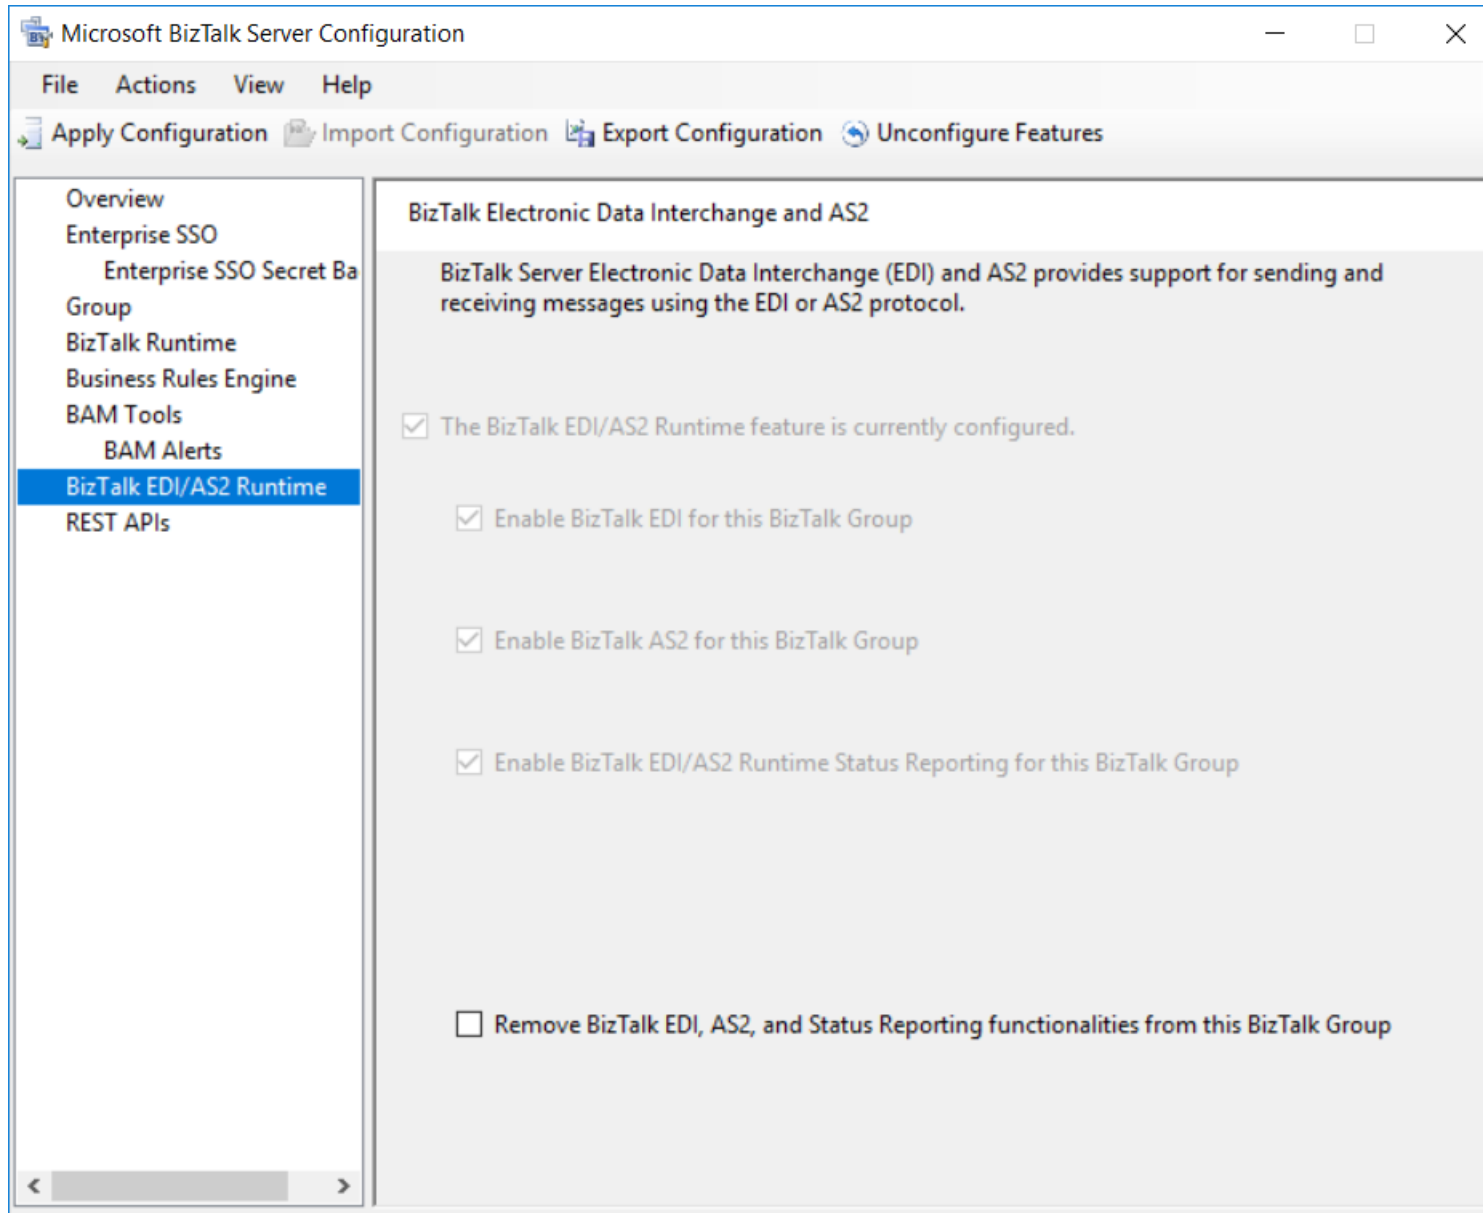 Microsoft BizTalk Server Configuration
File Actions View Help
Apply Configuration Import Configuration Export Configuration Unconfigure Features
Overview
Enterprise SSO
Enterprise SSO Secret Ba
Group
BizTalk Runtime
Business Rules Engine
BAM Tools
BAM Alerts
BizTalk EDI/AS2 Runtime
REST APIs
BizTalk Electronic Data Interchange and AS2
BizTalk Server Electronic Data Interchange (EDI) and AS2 provides support for sending and
receiving messages using the EDI or AS2 protocol.
The BizTalk EDI/AS2 Runtime feature is currently configured.
Enable BizTalk EDI for this BizTalk Group
Enable BizTalk AS2 for this BizTalk Group
Enable BizTalk EDI/AS2 Runtime Status Reporting for this BizTalk Group
Remove BizTalk EDI, AS2, and Status Reporting functionalities from this BizTalk Group